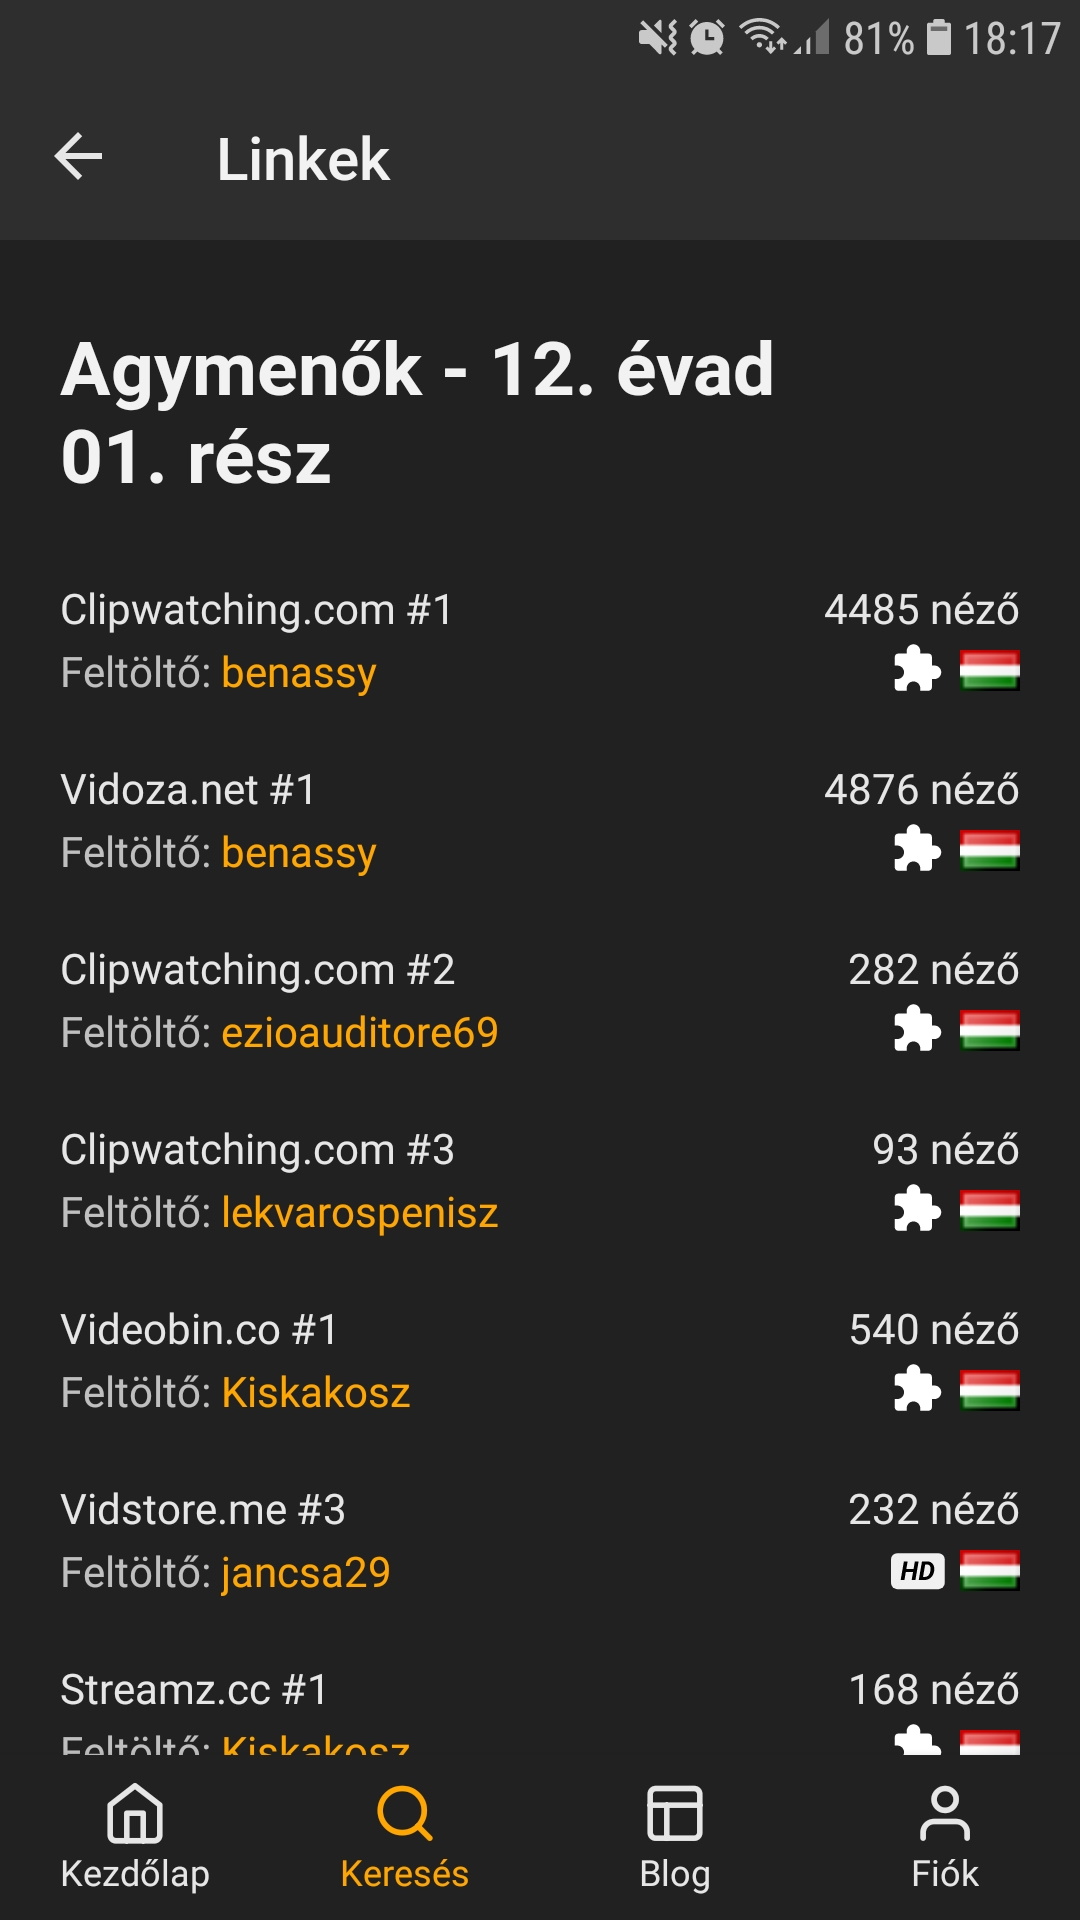 81% 18:17
Linkek
Agymenők - 12. évad
01. rész
Clipwatching.com #1 4485 néző
Feltöltő: benassy
Vidoza.net #1 4876 néző
Feltöltő: benassy
Clipwatching.com #2 282 néző
Feltöltő: ezioauditore69
Clipwatching.com #3 93 néző
Feltöltő: lekvarospenisz
Videobin.co #1 540 néző
Feltöltő: Kiskakosz
Vidstore.me #3 232 néző
Feltöltő: jancsa29 HD
Streamz.cc #1 168 néző
Feltöltő: Kiskakosz
Kezdőlap Keresés Blog Fiók